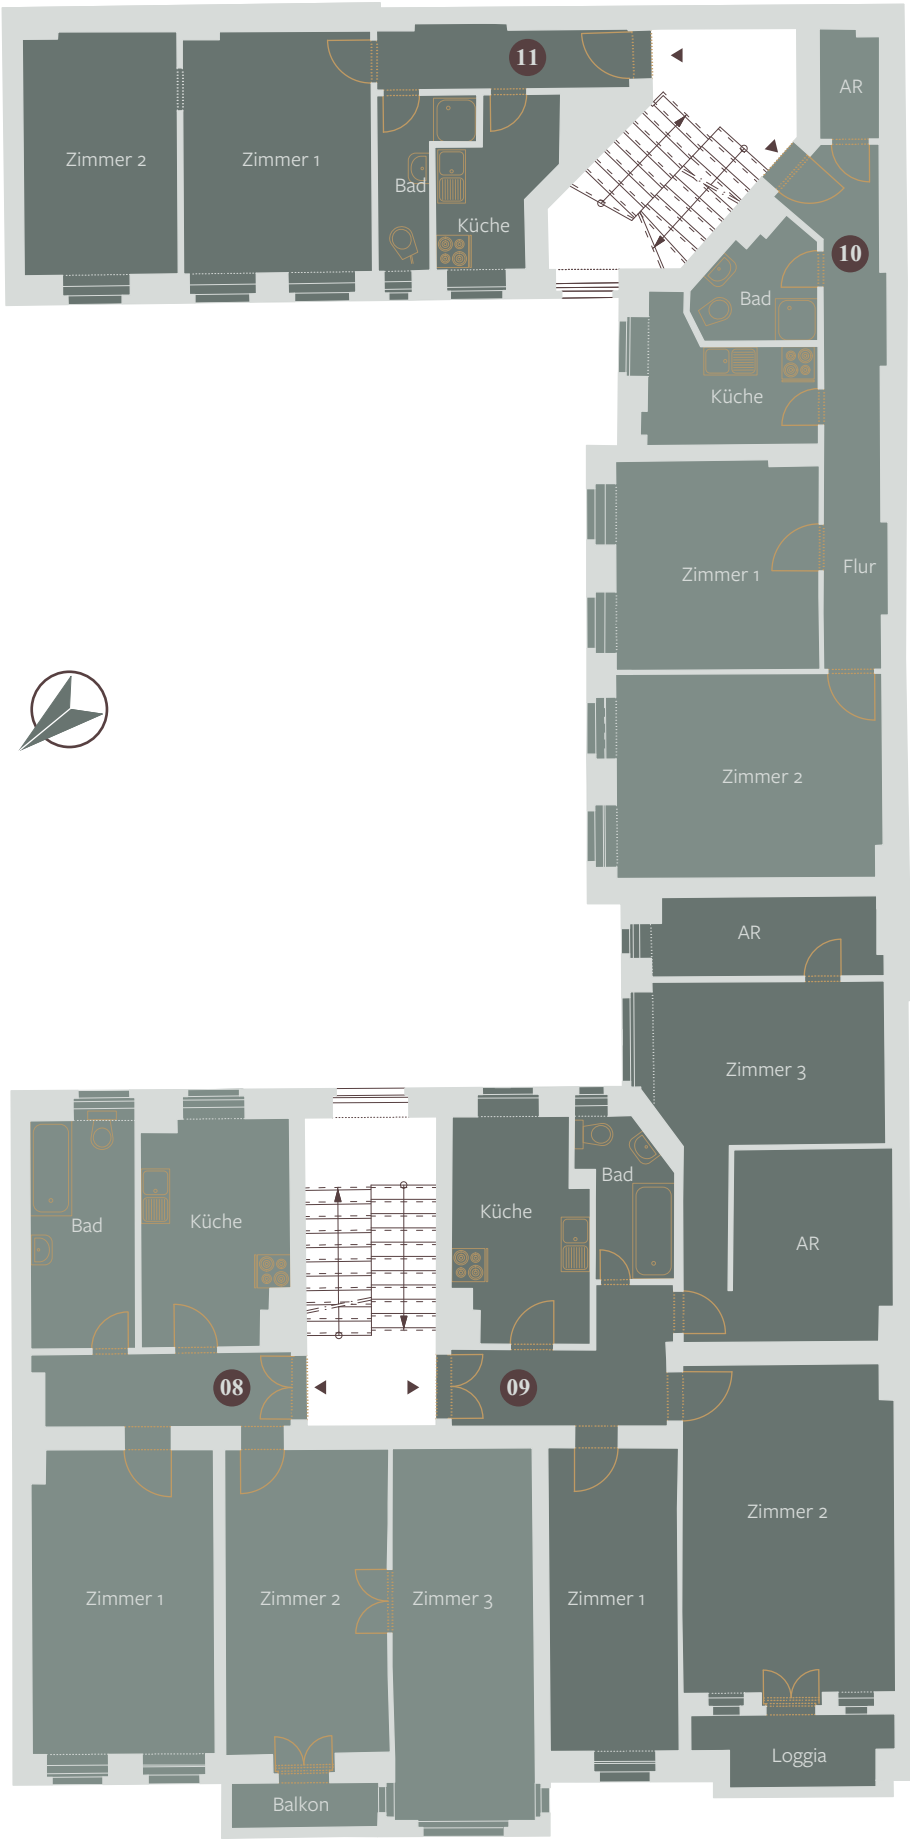 11
AR
Zimmer 2
Zimmer 1
Bad
Küche
10
Bad
Küche
Zimmer 1
Flur
Zimmer 2
AR
Zimmer 3
Bad
Küche
Küche
Bad
AR
08
09
Zimmer 2
Zimmer 1
Zimmer 2
Zimmer 3
Zimmer 1
Loggia
Balkon